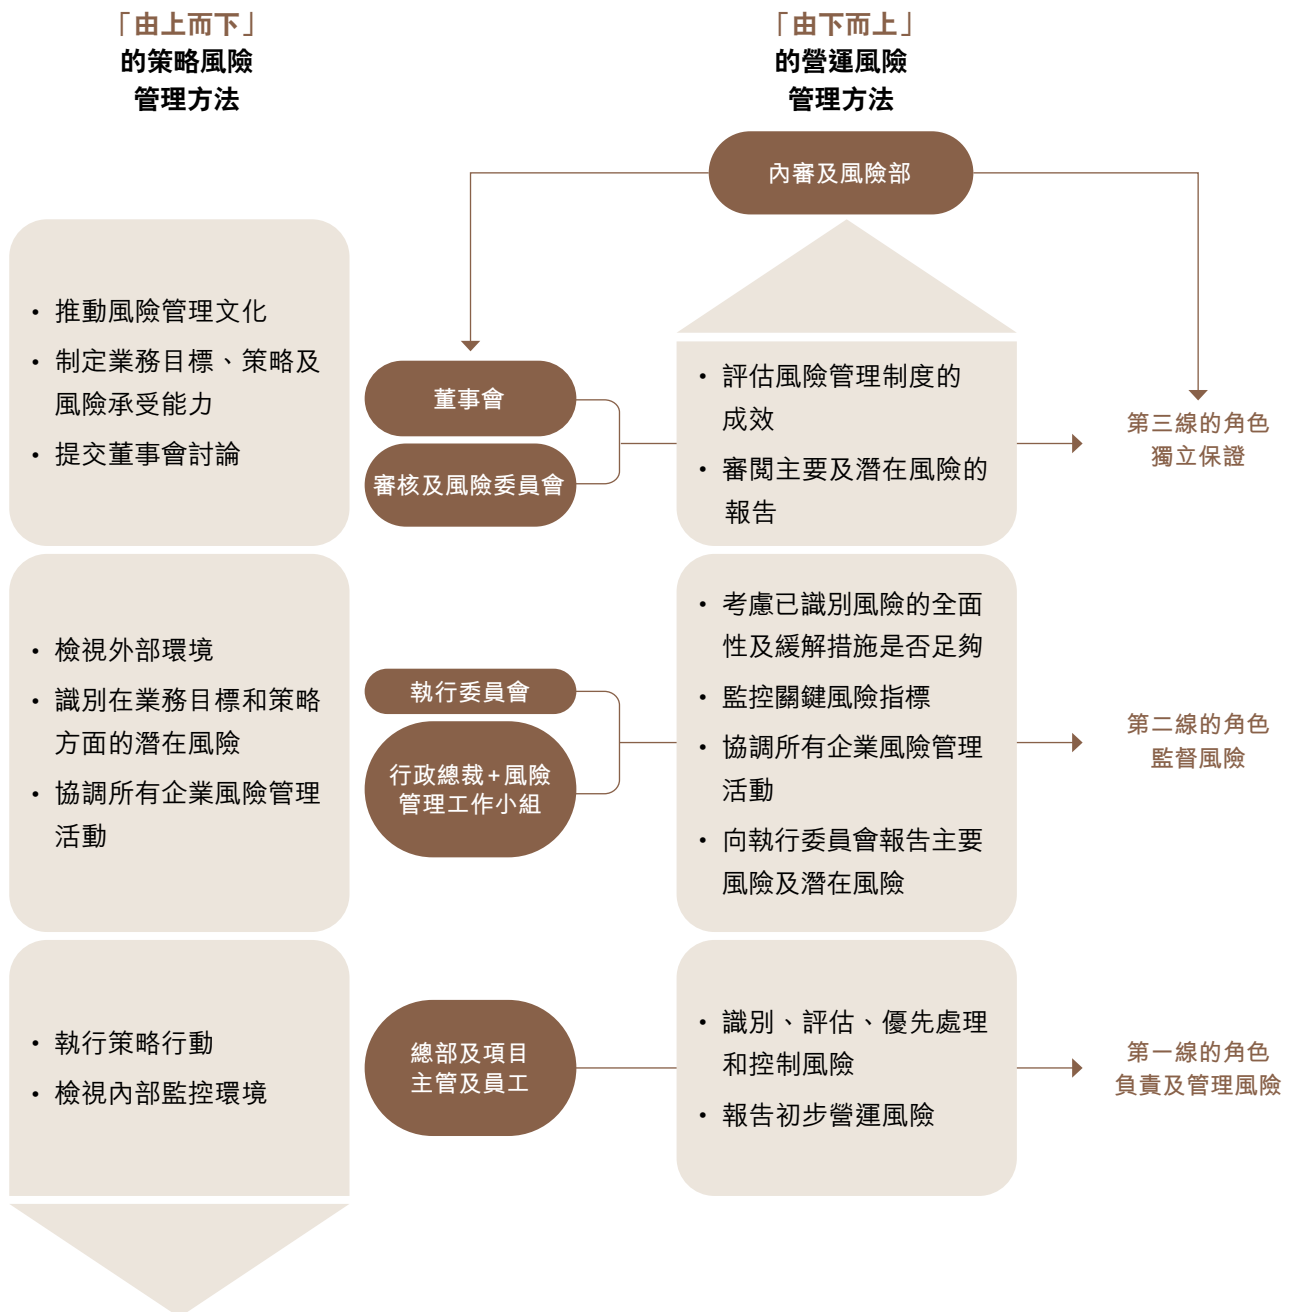 「由上而下」
的策略風險
管理方法
「由下而上」
的營運風險
管理方法
內審及風險部
• 推動風險管理文化
• 制定業務目標、策略及
風險承受能力
• 提交董事會討論
董事會
審核及風險委員會
• 評估風險管理制度的
成效
• 審閱主要及潛在風險的
報告
第三線的角色
獨立保證
• 檢視外部環境
• 識別在業務目標和策略
方面的潛在風險
• 協調所有企業風險管理
活動
執行委員會
行政總裁+風險
管理工作小組
• 考慮已識別風險的全面
性及緩解措施是否足夠
• 監控關鍵風險指標
• 協調所有企業風險管理
活動
• 向執行委員會報告主要
風險及潛在風險
第二線的角色
監督風險
• 執行策略行動
• 檢視內部監控環境
總部及項目
主管及員工
• 識別、評估、優先處理
和控制風險
• 報告初步營運風險
第一線的角色
負責及管理風險